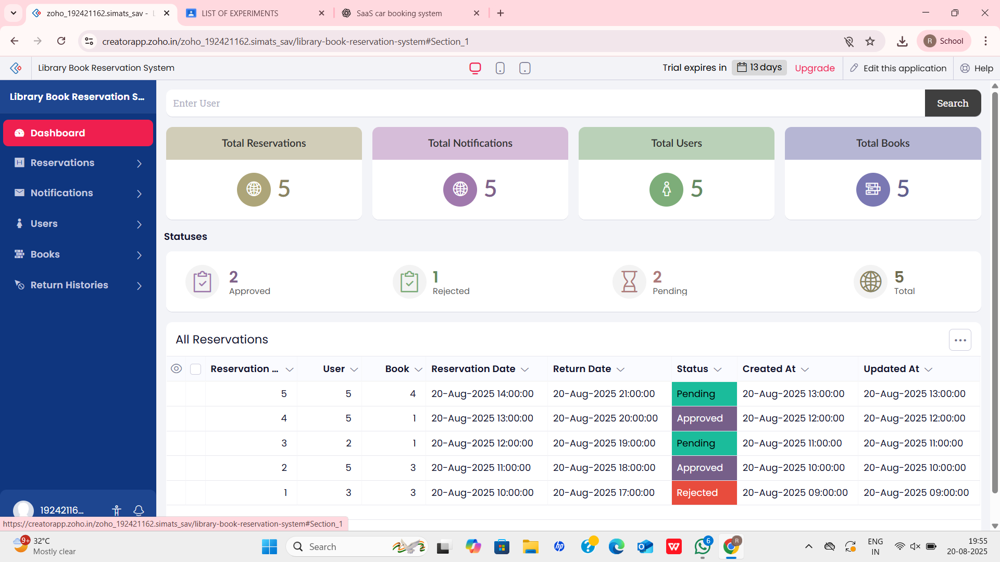 zoho_192421162.simats_sav -
LIST OF EXPERIMENTS
SaaS car booking system
creatorapp.zoho.in/zoho_192421162.simats_sav/library-book-reservation-system#Section_1
R School
Library Book Reservation System
Trial expires in 13 days Upgrade Edit this application Help
Library Book Reservation S...
Enter User Search
Dashboard
Reservations
Notifications
Users
Books
Return Histories
19242116...
Total Reservations Total Notifications Total Users Total Books
5 5 5 5
Statuses
2 1 2 5
Approved Rejected Pending Total
All Reservations
Reservation ... User Book Reservation Date Return Date Status Created At Updated At
5 5 4 20-Aug-2025 14:00:00 20-Aug-2025 21:00:00 Pending 20-Aug-2025 13:00:00 20-Aug-2025 13:00:00
4 5 1 20-Aug-2025 13:00:00 20-Aug-2025 20:00:00 Approved 20-Aug-2025 12:00:00 20-Aug-2025 12:00:00
3 2 1 20-Aug-2025 12:00:00 20-Aug-2025 19:00:00 Pending 20-Aug-2025 11:00:00 20-Aug-2025 11:00:00
2 5 3 20-Aug-2025 11:00:00 20-Aug-2025 18:00:00 Approved 20-Aug-2025 10:00:00 20-Aug-2025 10:00:00
1 3 3 20-Aug-2025 10:00:00 20-Aug-2025 17:00:00 Rejected 20-Aug-2025 09:00:00 20-Aug-2025 09:00:00
https://creatorapp.zoho.in/zoho_192421162.simats_sav/library-book-reservation-system#Section_1
9+ 32°C
Mostly clear
Search
hp
W
6
R
ENG
IN
19:55
20-08-2025